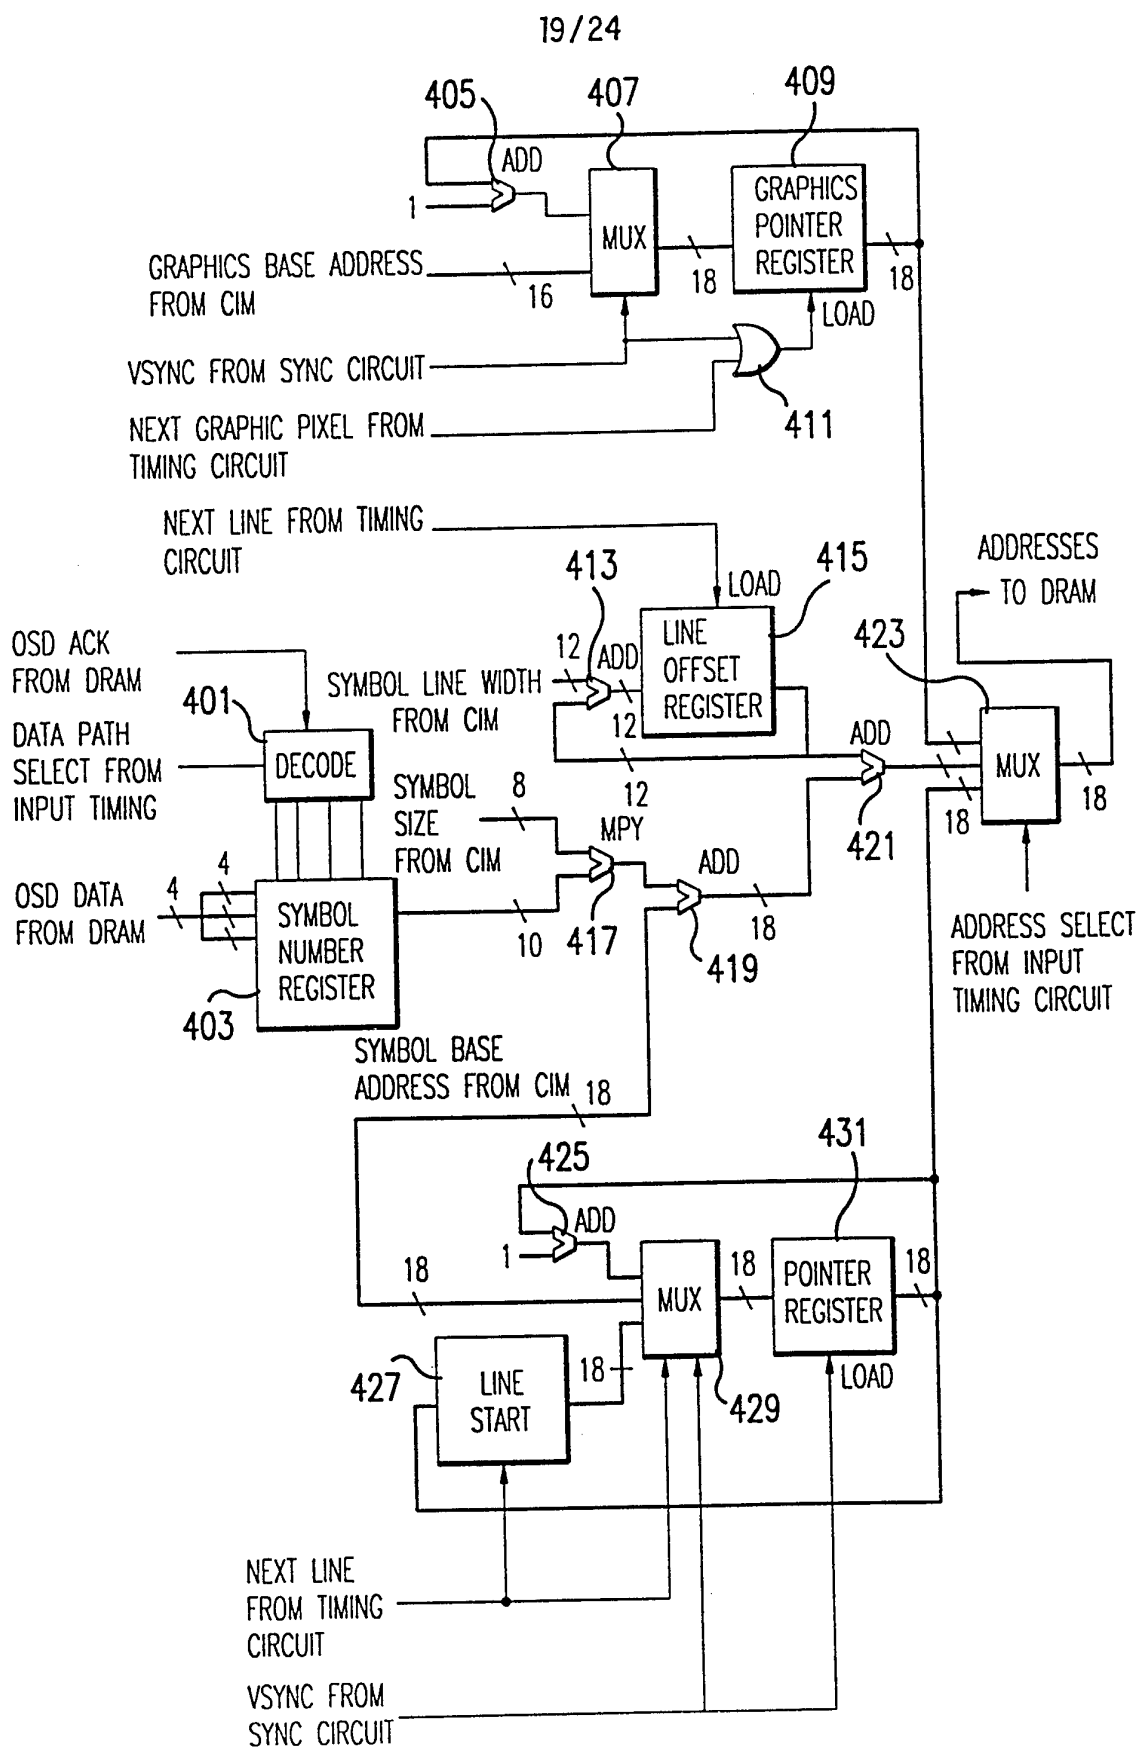 19/24
405
407
409
ADD
1
MUX
GRAPHICS
POINTER
REGISTER
GRAPHICS BASE ADDRESS
FROM CIM
16
18
18
LOAD
VSYNC FROM SYNC CIRCUIT
411
NEXT GRAPHIC PIXEL FROM
TIMING CIRCUIT
NEXT LINE FROM TIMING
CIRCUIT
413
LOAD
415
ADDRESSES
TO DRAM
OSD ACK
FROM DRAM
12
ADD
LINE
OFFSET
REGISTER
423
SYMBOL LINE WIDTH
FROM CIM
12
401
DATA PATH
SELECT FROM
INPUT TIMING
DECODE
12
ADD
421
MUX
18
18
SYMBOL
SIZE
FROM CIM
8
MPY
417
ADD
419
18
OSD DATA
FROM DRAM
4
4
SYMBOL
NUMBER
REGISTER
10
403
ADDRESS SELECT
FROM INPUT
TIMING CIRCUIT
SYMBOL BASE
ADDRESS FROM CIM
18
425
431
ADD
1
18
MUX
18
POINTER
REGISTER
18
427
LINE
START
18
429
LOAD
NEXT LINE
FROM TIMING
CIRCUIT
VSYNC FROM
SYNC CIRCUIT